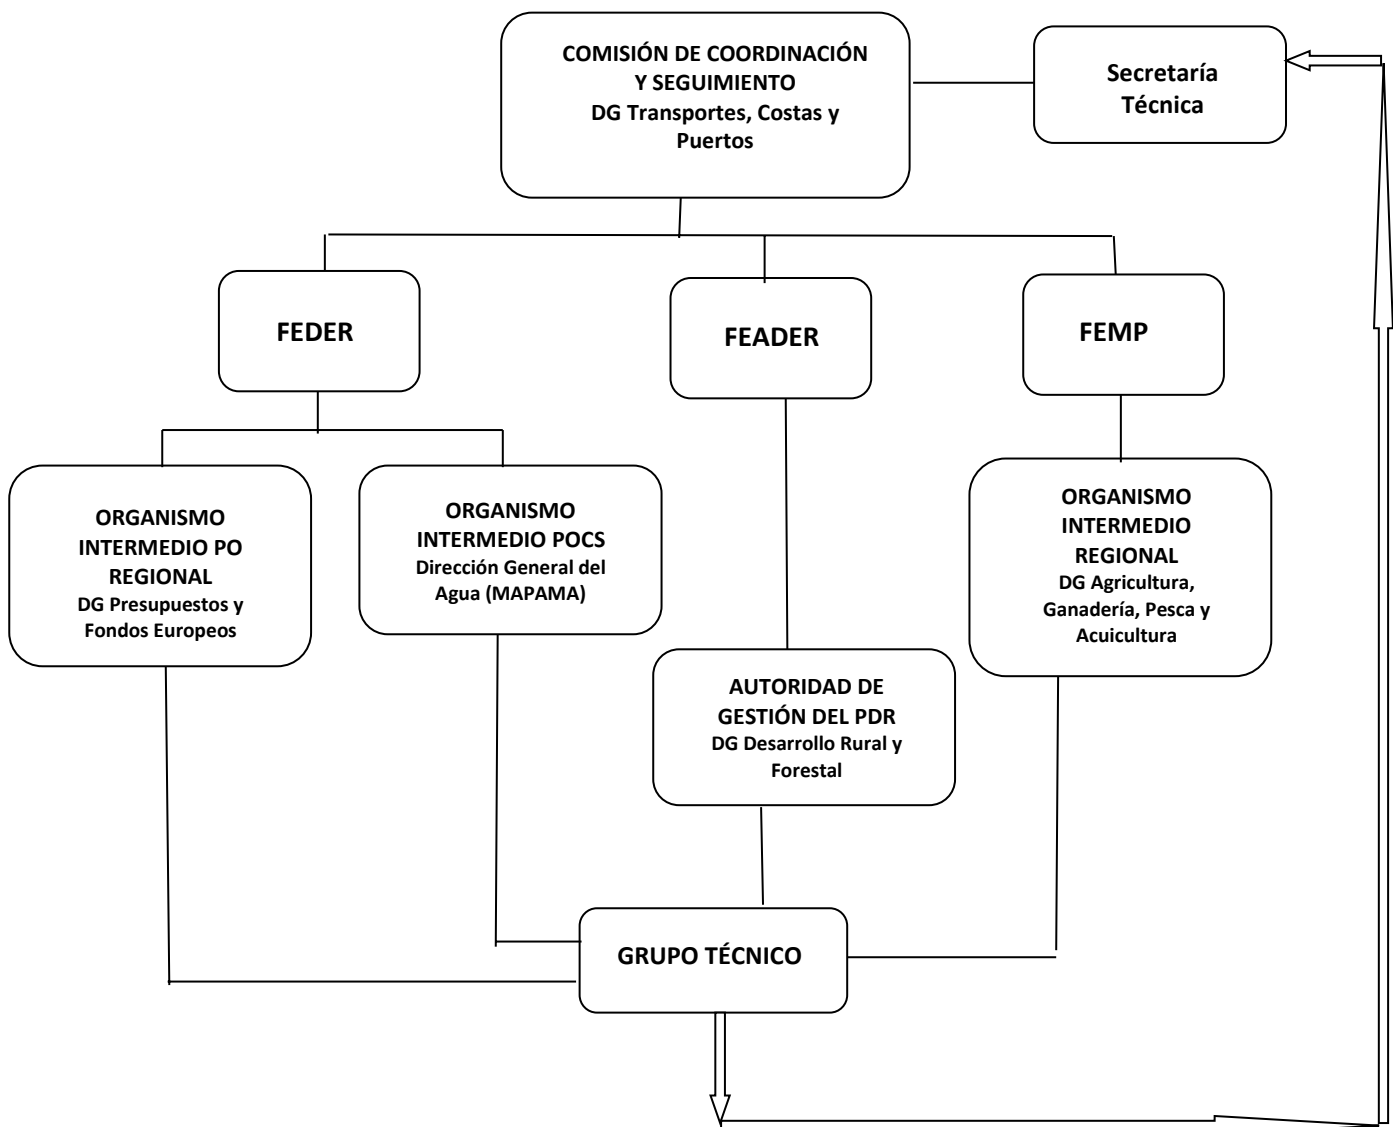 COMISIÓN DE COORDINACIÓN
Y SEGUIMIENTO
DG Transportes, Costas y
Puertos
Secretaría
Técnica
FEDER
FEADER
FEMP
ORGANISMO
INTERMEDIO PO
REGIONAL
DG Presupuestos y
Fondos Europeos
ORGANISMO
INTERMEDIO POCS
Dirección General del
Agua (MAPAMA)
ORGANISMO
INTERMEDIO
REGIONAL
DG Agricultura,
Ganadería, Pesca y
Acuicultura
AUTORIDAD DE
GESTIÓN DEL PDR
DG Desarrollo Rural y
Forestal
GRUPO TÉCNICO